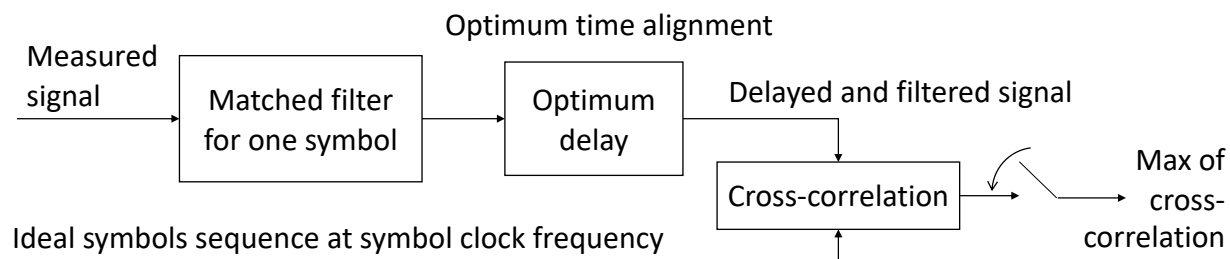 Optimum time alignment
Measured
signal
Matched filter
for one symbol
Optimum
delay
Delayed and filtered signal
Cross-correlation
Max of
cross-
correlation
Ideal symbols sequence at symbol clock frequency